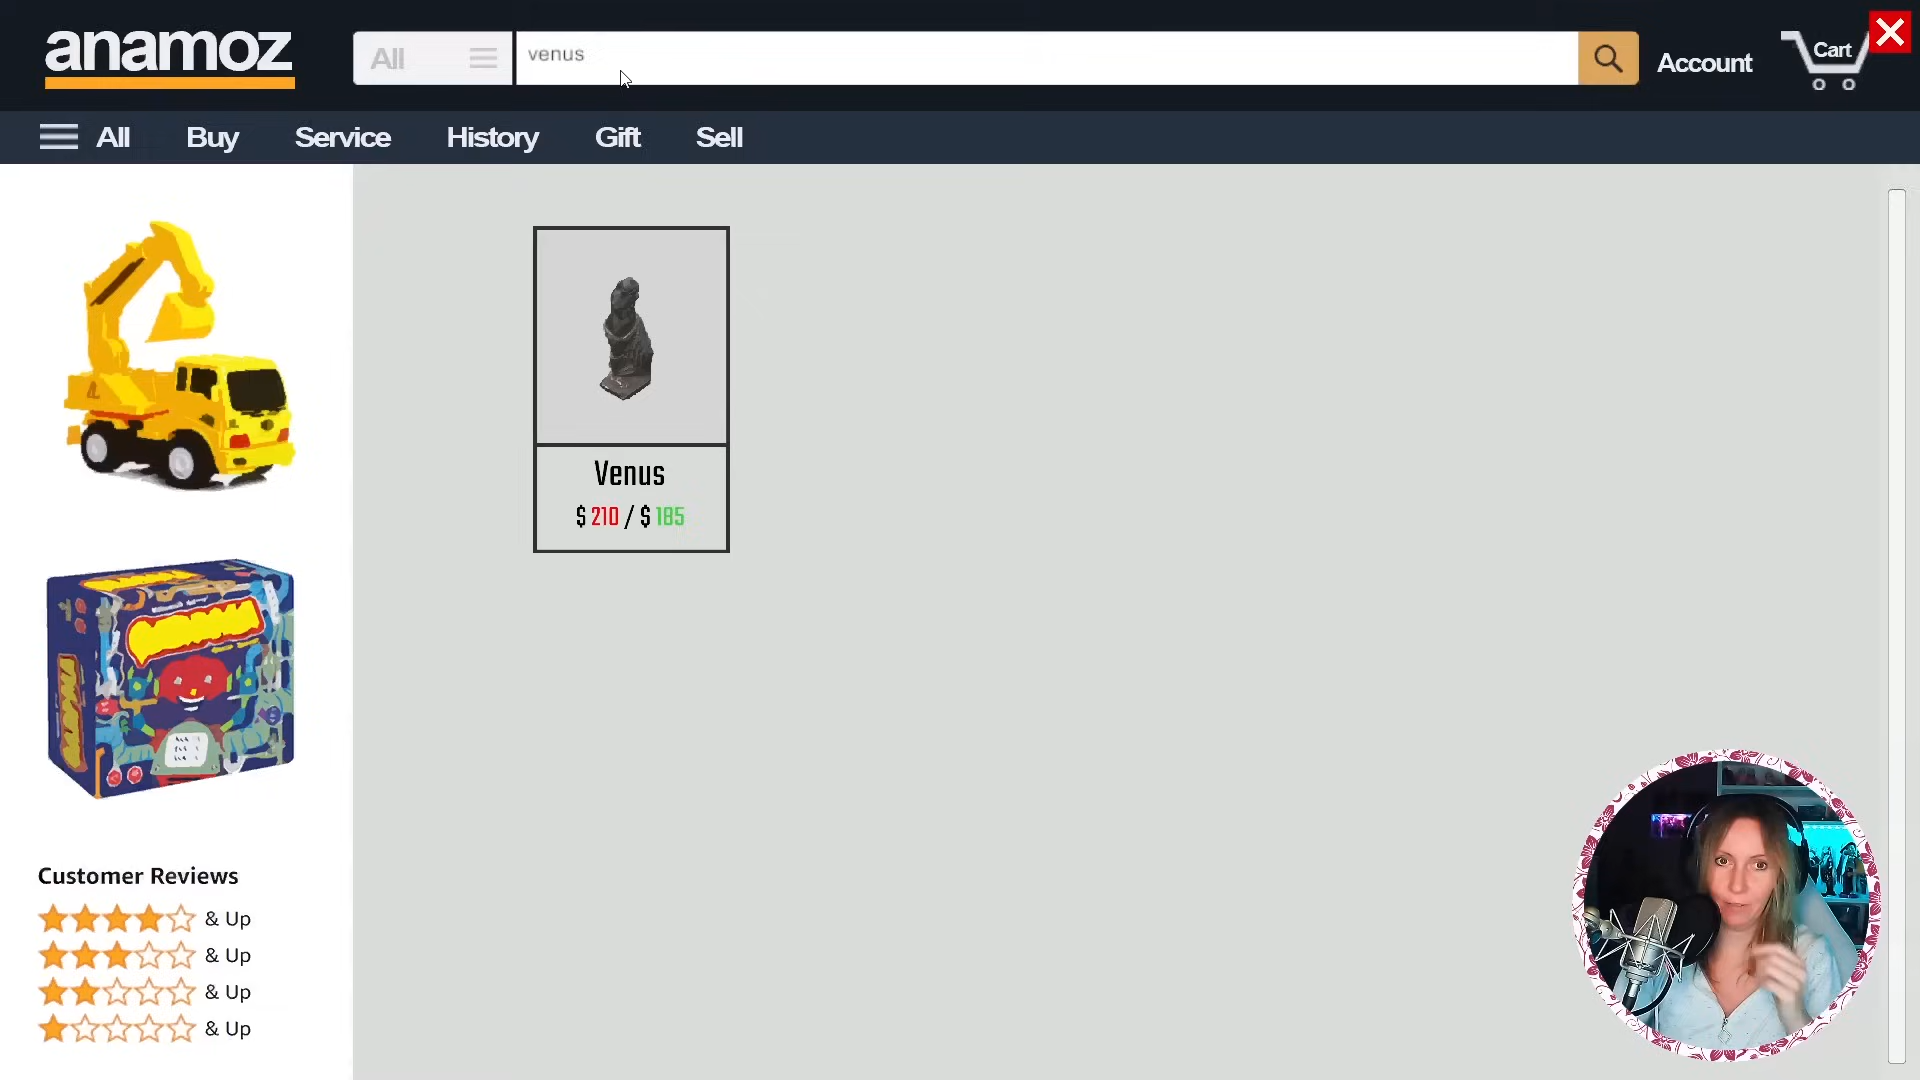 anamoz
All
venus
Account
Cart
All
Buy
Service
History
Gift
Sell
Venus
$ 210 / $ 185
Customer Reviews
& Up
& Up
& Up
& Up